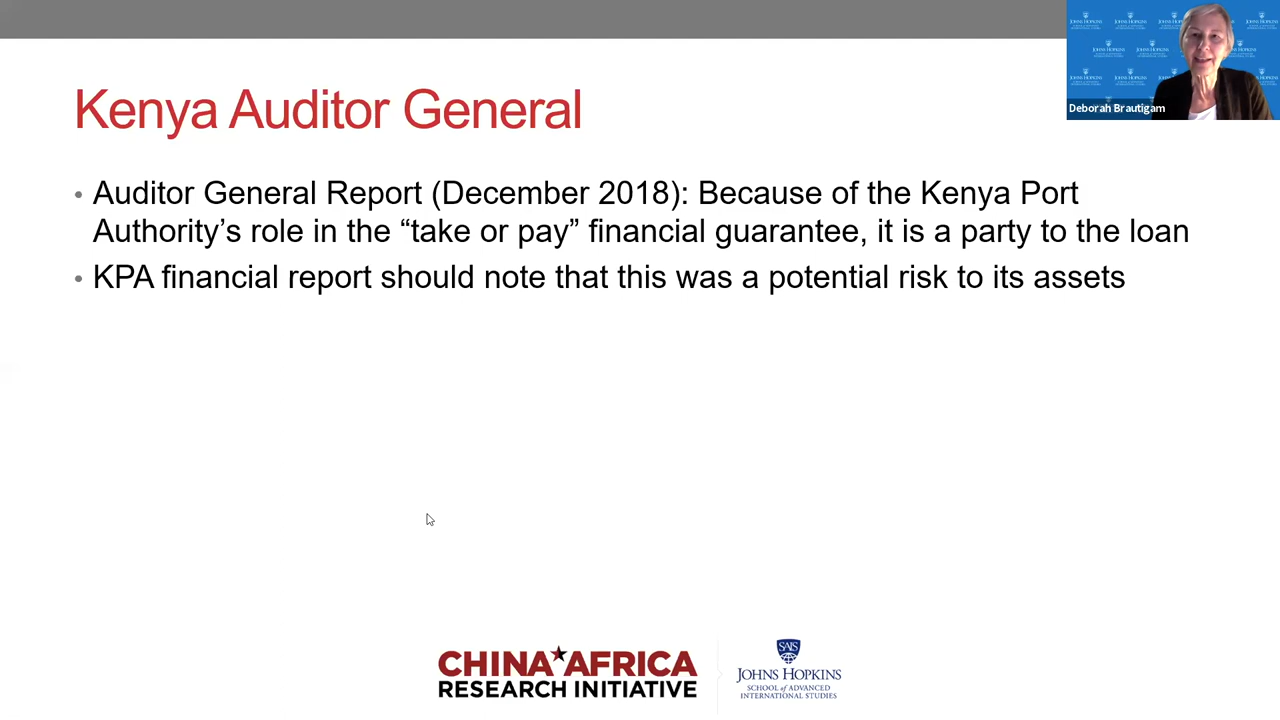 Kenya Auditor General
• Auditor General Report (December 2018): Because of the Kenya Port
Authority’s role in the “take or pay” financial guarantee, it is a party to the loan
• KPA financial report should note that this was a potential risk to its assets
Deborah Brautigam
CHINA★AFRICA
RESEARCH INITIATIVE
SAIS
JOHNS HOPKINS
SCHOOL of ADVANCED
INTERNATIONAL STUDIES